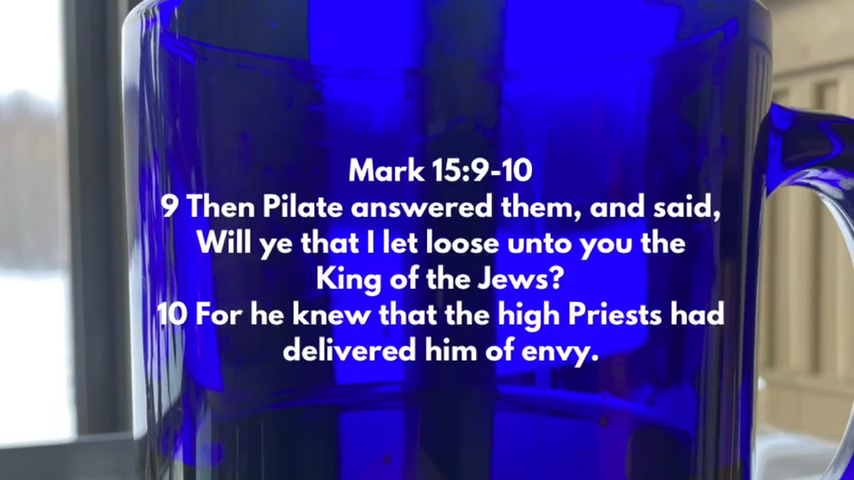 Mark 15:9-10
9 Then Pilate answered them, and said,
Will ye that I let loose unto you the
King of the Jews?
10 For he knew that the high Priests had
delivered him of envy.